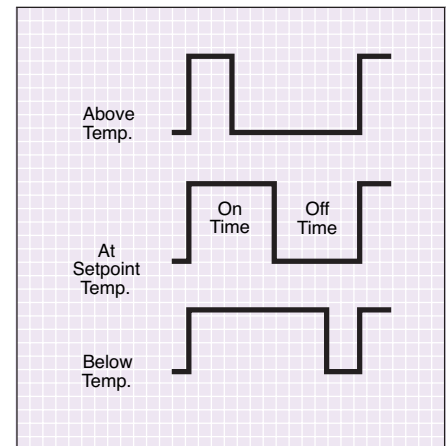 Above
Temp.
On
Time
Off
Time
At
Setpoint
Temp.
Below
Temp.